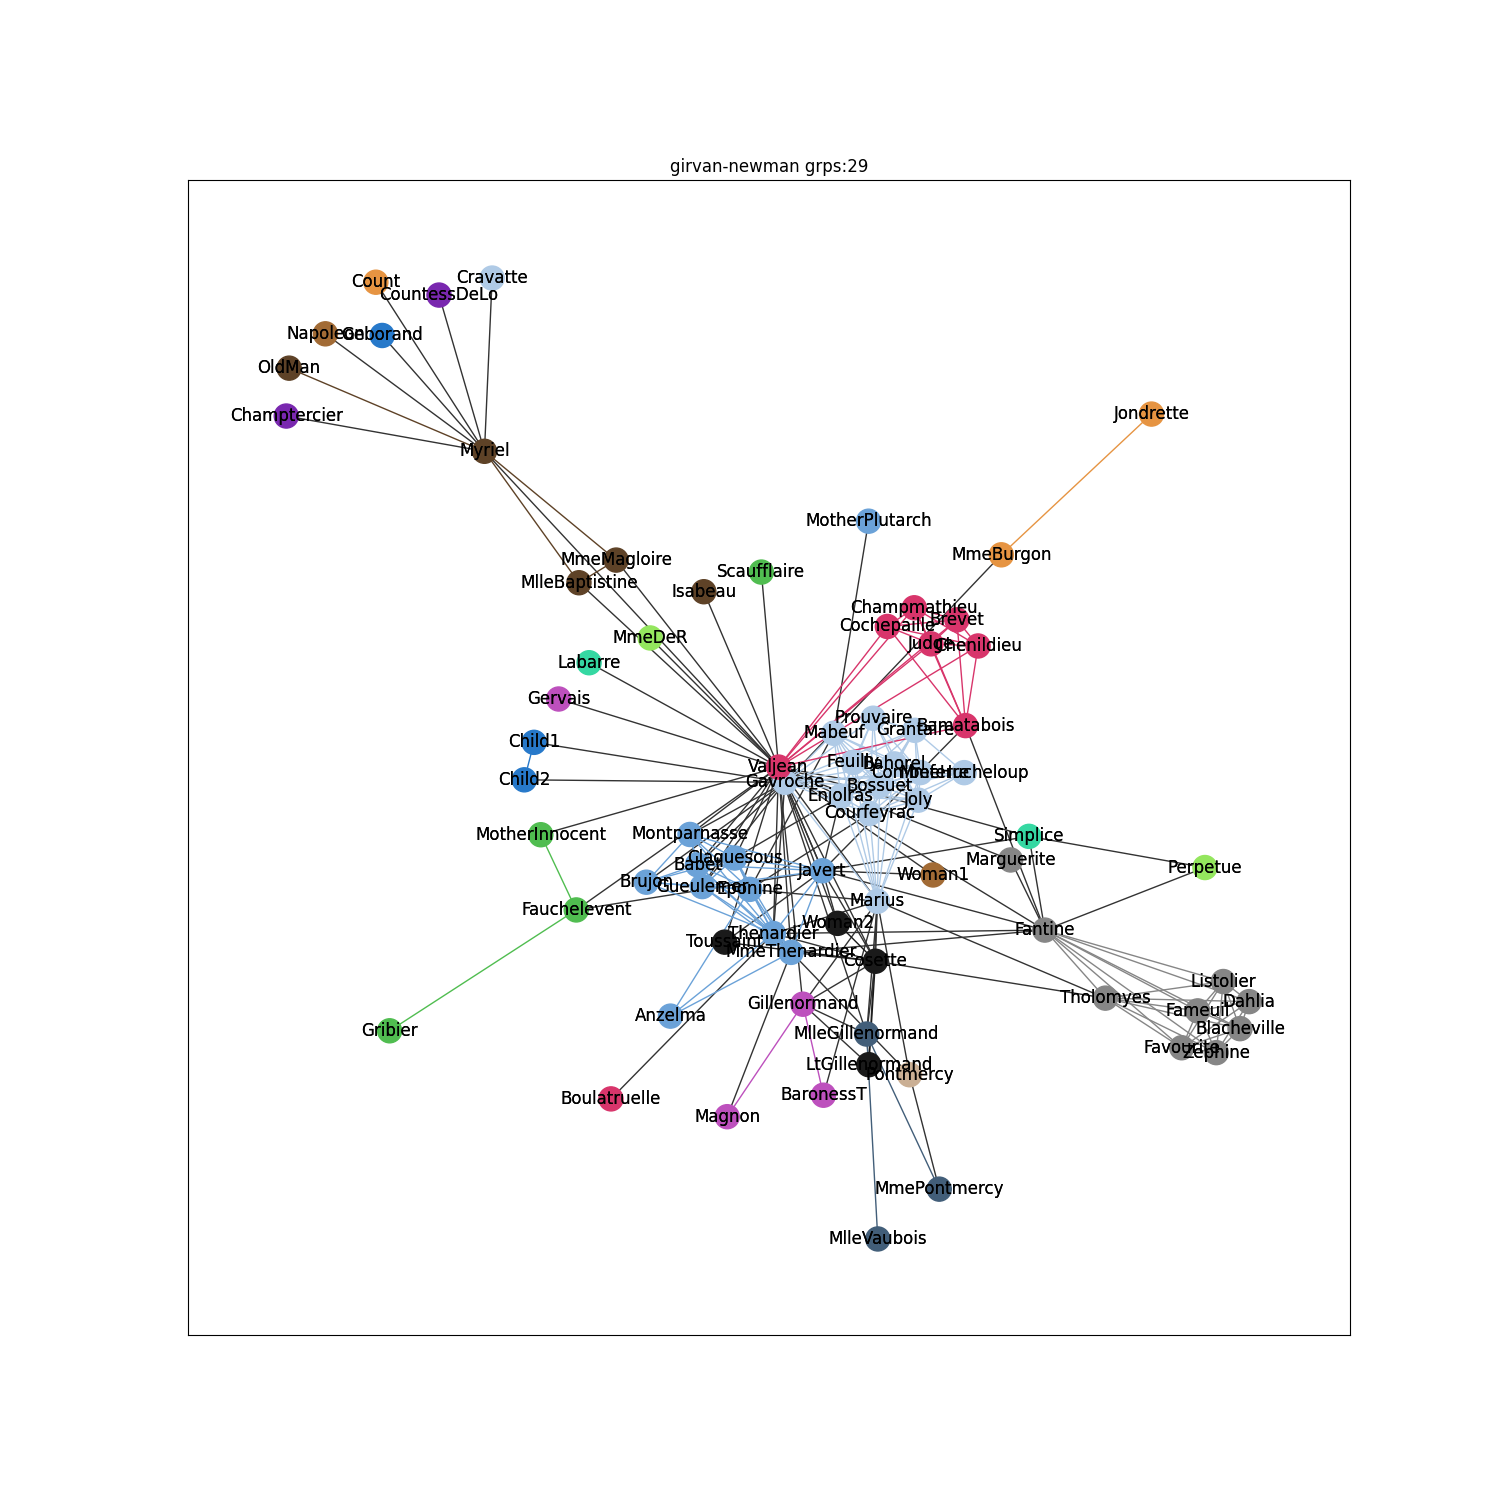 girvan-newman grps:29
Cravatte
Count
CountessDeLo
Napoleon
Geborand
OldMan
Champtercier
Jondrette
Myriel
MotherPlutarch
MmeBurgon
MmeMagloire
Scaufflaire
MlleBaptistine
Isabeau
Champmathieu
Brevet
Cochepaille
MmeDeR
Judge
Chenildieu
Labarre
Gervais
Prouvaire
Bamatabois
Grantaire
Mabeuf
Child1
Feuilly
Bahorel
Valjean
Combeferre
MmeHucheloup
Child2
Gavroche
Bossuet
Enjolras
Joly
Courfeyrac
MotherInnocent
Montparnasse
Simplice
Claquesous
Marguerite
Babet
Perpetue
Javert
Woman1
Brujon
Gueulemer
Eponine
Marius
Fauchelevent
Woman2
Fantine
Thenardier
Toussaint
MmeThenardier
Cosette
Listolier
Tholomyes
Dahlia
Gillenormand
Fameuil
Anzelma
Blacheville
Gribier
MlleGillenormand
Favourite
Zephine
LtGillenormand
Pontmercy
BaronessT
Boulatruelle
Magnon
MmePontmercy
MlleVaubois